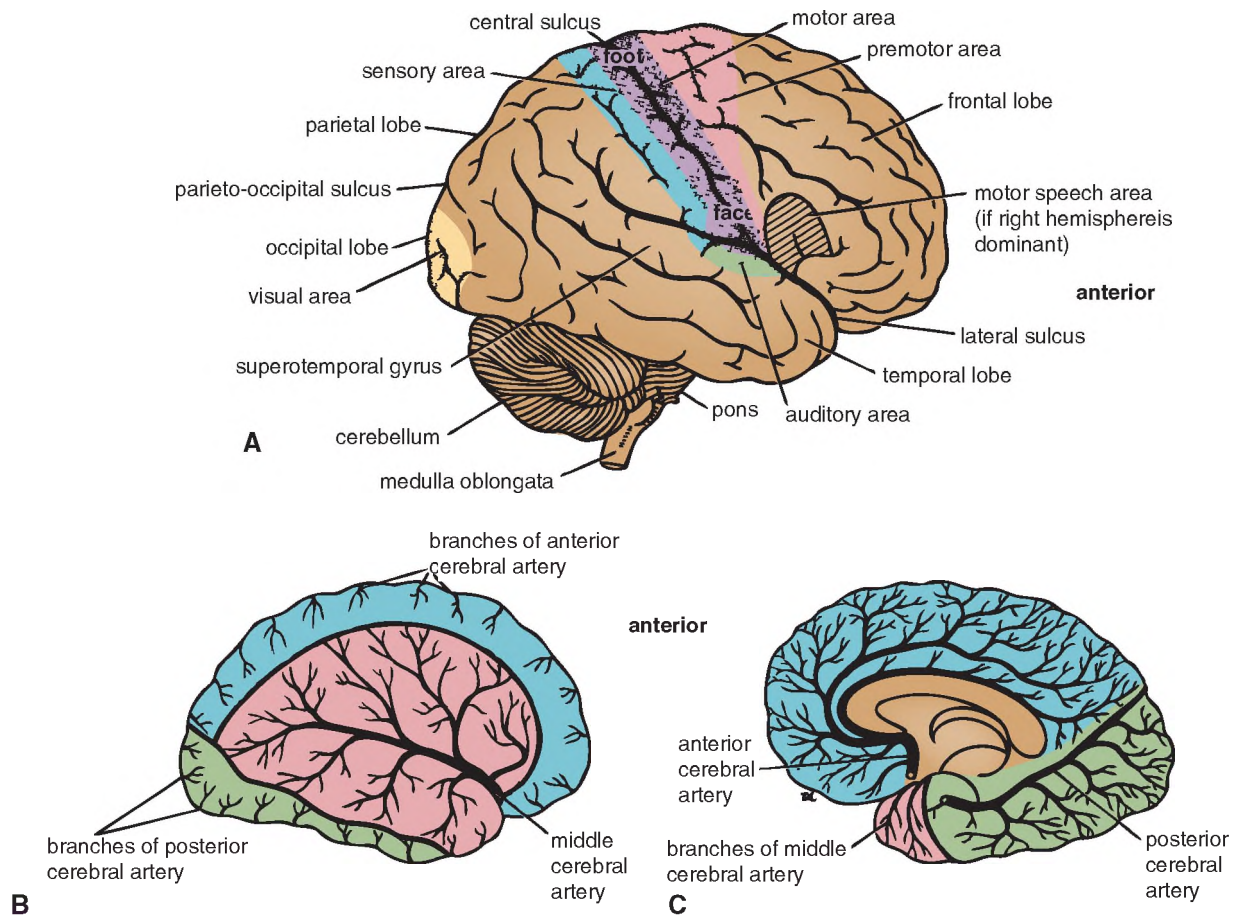 central sulcus
motor area
premotor area
foot
sensory area
frontal lobe
parietal lobe
parieto-occipital sulcus
motor speech area
(if right hemisphereis
dominant)
face
occipital lobe
visual area
anterior
lateral sulcus
superotemporal gyrus
temporal lobe
pons
auditory area
cerebellum
A
medulla oblongata
branches of anterior
cerebral artery
anterior
anterior
cerebral
artery
branches of posterior
cerebral artery
middle
cerebral
artery
branches of middle
cerebral artery
posterior
cerebral
artery
B
C